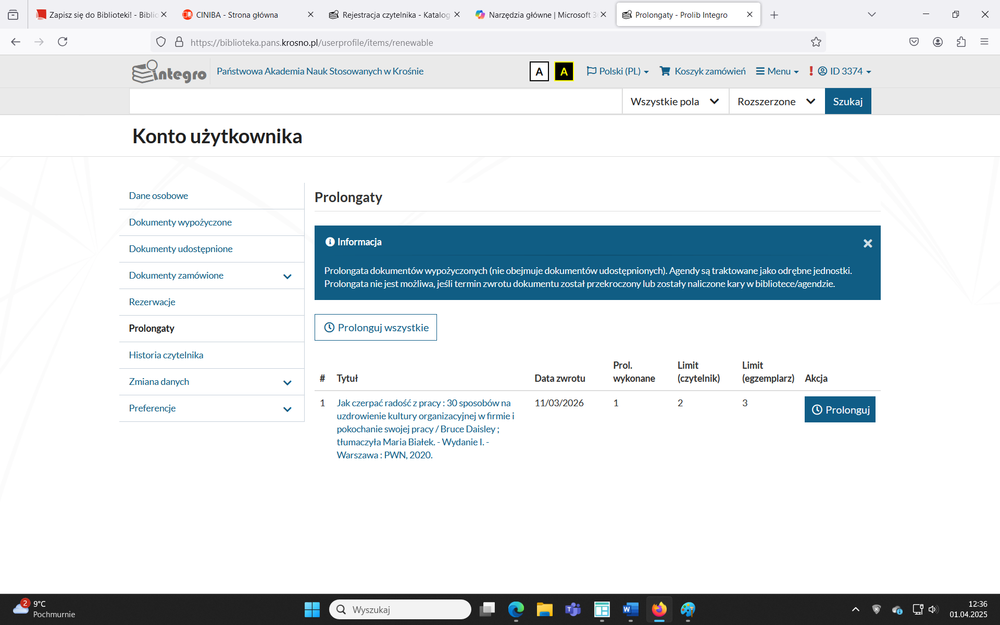 Zapisz się do Biblioteki! - Biblio
CINIBA - Strona główna
Rejestracja czytelnika - Katalog
Narzędzia główne | Microsoft 3
Prolongaty - Prolib Integro
https://biblioteka.pans.krosno.pl/userprofile/items/renewable
integro
Państwowa Akademia Nauk Stosowanych w Krośnie
A
A
Polski (PL)
Koszyk zamówień
Menu
ID 3374
Wszystkie pola
Rozszerzone
Szukaj
Konto użytkownika
Dane osobowe
Dokumenty wypożyczone
Dokumenty udostępnione
Dokumenty zamówione
Rezerwacje
Prolongaty
Historia czytelnika
Zmiana danych
Preferencje
Prolongaty
Informacja
Prolongata dokumentów wypożyczonych (nie obejmuje dokumentów udostępnionych). Agendy są traktowane jako odrębne jednostki.
Prolongata nie jest możliwa, jeśli termin zwrotu dokumentu został przekroczony lub zostały naliczone kary w bibliotece/agendzie.
Prolonguj wszystkie
# Tytuł Data zwrotu Prol. wykonane Limit (czytelnik) Limit (egzemplarz) Akcja
1 Jak czerpać radość z pracy : 30 sposobów na 11/03/2026 1 2 3 Prolonguj
uzdrowienie kultury organizacyjnej w firmie i
pokochanie swojej pracy / Bruce Daisley ;
tłumaczyła Maria Białek. - Wydanie I. -
Warszawa : PWN, 2020.
2
9°C
Pochmurnie
Wyszukaj
12:36
01.04.2025